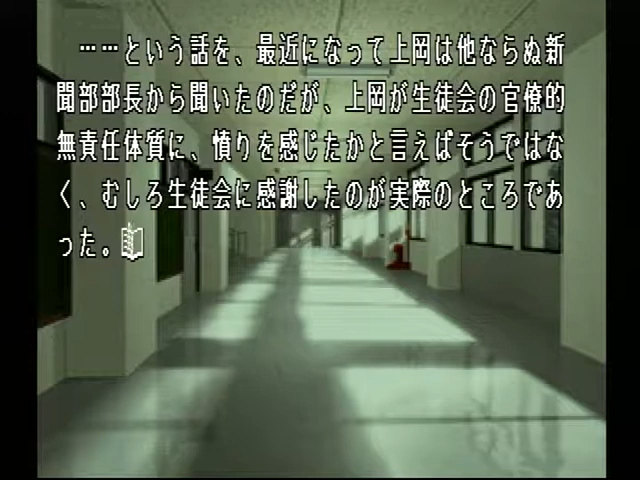 ……という話を、最近になって上岡は他ならぬ新
聞部部長から聞いたのだが、上岡が生徒会の官僚的
無責任体質に、憤りを感じたかと言えばそうではな
く、むしろ生徒会に感謝したのが実際のところであ
った。